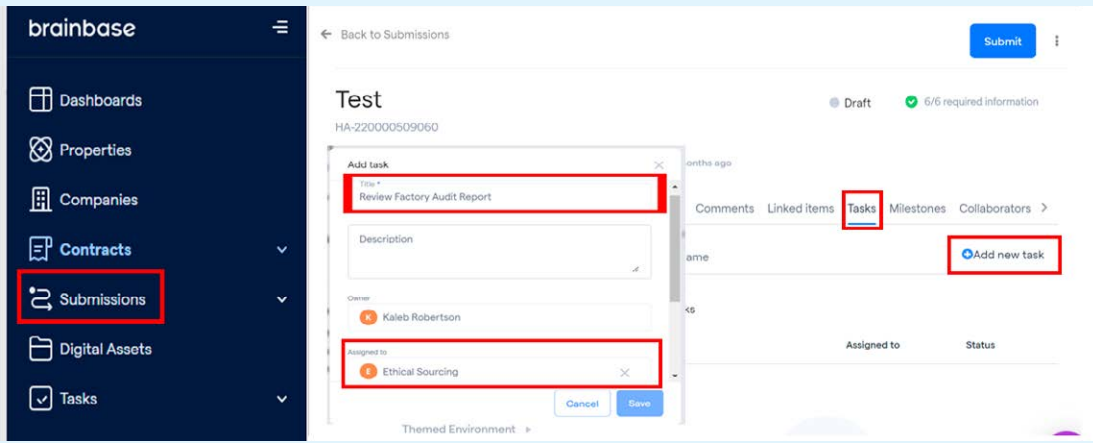 brainbase
Dashboards
Properties
Companies
Contracts
Submissions
Digital Assets
Tasks
Back to Submissions
Submit
Test
HA-220000509060
Draft
6/6 required information
onths ago
Comments Linked items Tasks Milestones Collaborators
ame
Add new task
ks
Assigned to Status
Add task
Title *
Review Factory Audit Report
Description
Owner
K Kaleb Robertson
Assigned to
E Ethical Sourcing
Cancel Save
Themed Environment